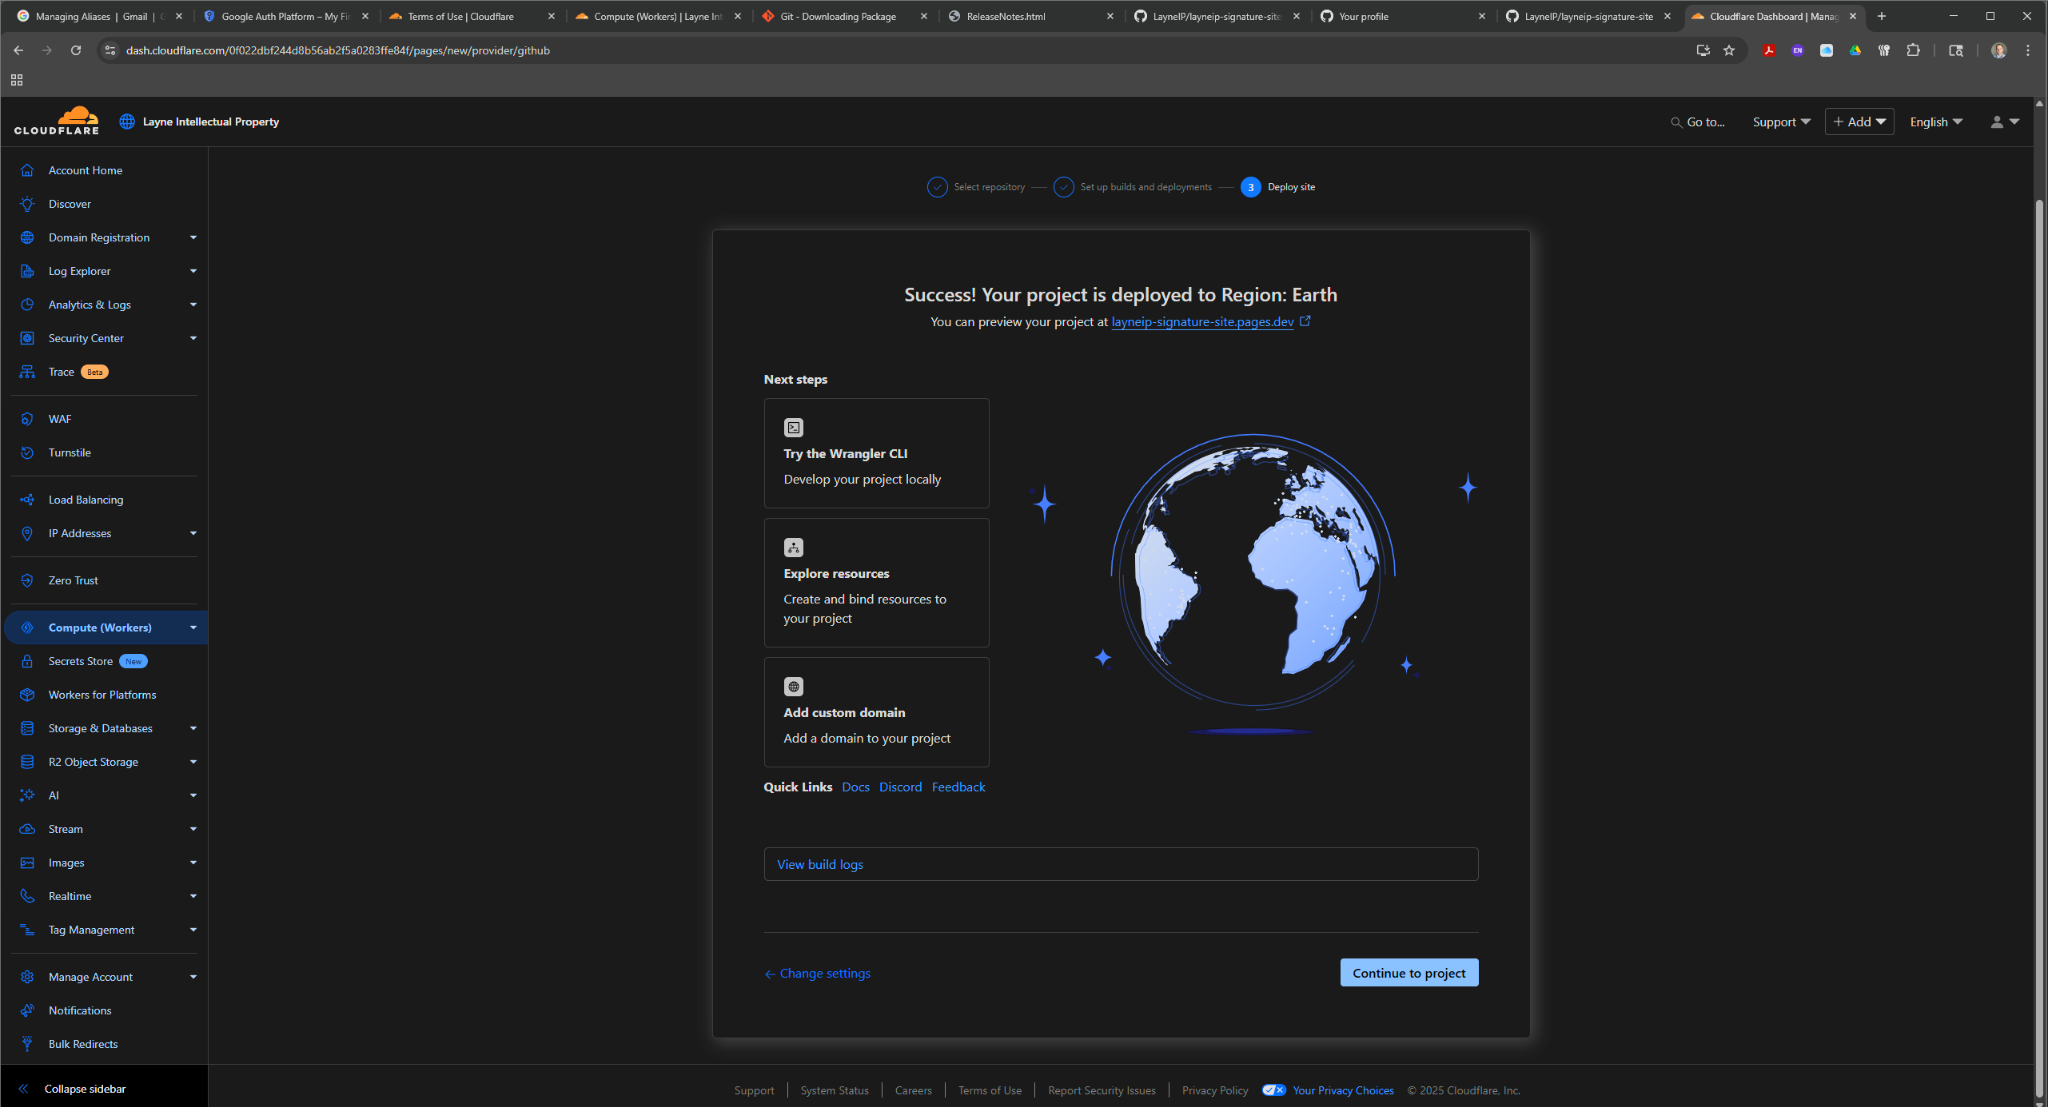 Managing Aliases | Gmail |
Google Auth Platform – My Fi
Terms of Use | Cloudflare
Compute (Workers) | Layne Int
Git - Downloading Package
ReleaseNotes.html
LayneIP/layneip-signature-site
Your profile
LayneIP/layneip-signature-site
Cloudflare Dashboard | Manag
dash.cloudflare.com/0f022dbf244d8b56ab2f5a0283ffe84f/pages/new/provider/github
EN
CLOUDFLARE
Layne Intellectual Property
Go to...
Support
+ Add
English
Account Home
Discover
Domain Registration
Log Explorer
Analytics & Logs
Security Center
Trace Beta
WAF
Turnstile
Load Balancing
IP Addresses
Zero Trust
Compute (Workers)
Secrets Store New
Workers for Platforms
Storage & Databases
R2 Object Storage
AI
Stream
Images
Realtime
Tag Management
Manage Account
Notifications
Bulk Redirects
Collapse sidebar
Select repository
Set up builds and deployments
3 Deploy site
Success! Your project is deployed to Region: Earth
You can preview your project at layneip-signature-site.pages.dev
Next steps
Try the Wrangler CLI
Develop your project locally
Explore resources
Create and bind resources to
your project
Add custom domain
Add a domain to your project
Quick Links Docs Discord Feedback
View build logs
← Change settings
Continue to project
Support | System Status | Careers | Terms of Use | Report Security Issues | Privacy Policy | Your Privacy Choices © 2025 Cloudflare, Inc.